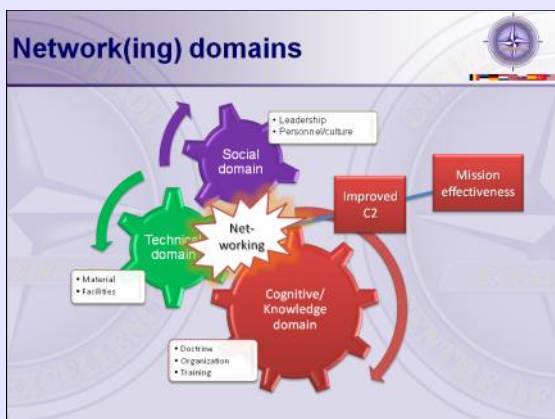 Network(ing) domains
• Leadership
• Personnel/culture
Social
domain
Mission
effectiveness
Improved
C2
Net-
working
Technical
domain
• Material
• Facilities
Cognitive/
Knowledge
domain
• Doctrine
• Organization
• Training